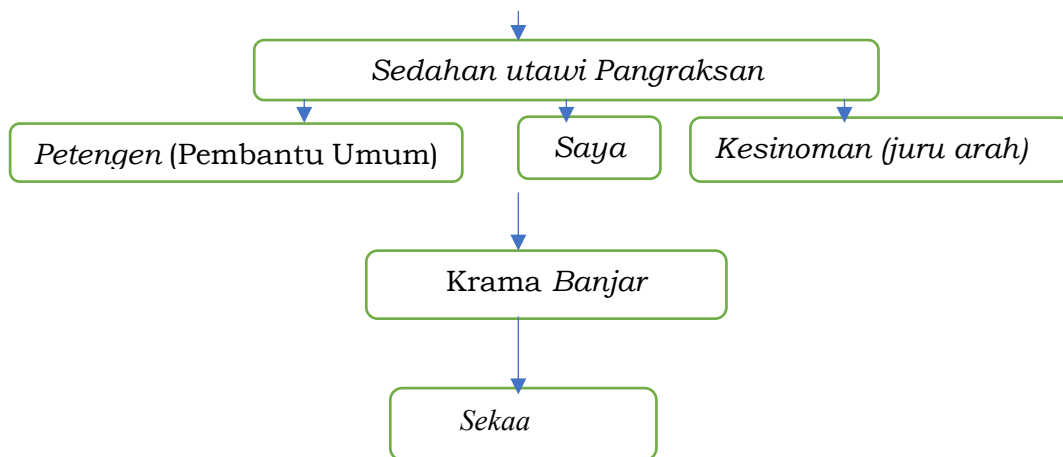 Sedahan utawi Pangraksan
Petengen (Pembantu Umum)
Saya
Kesinoman (juru arah)
Krama Banjar
Sekaa